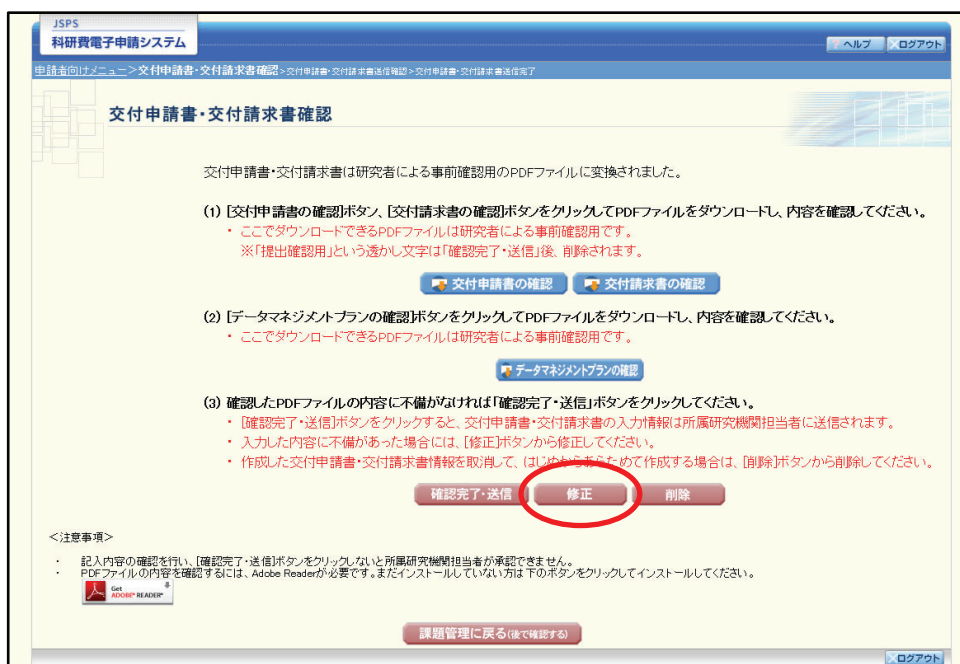 JSPS
科研費電子申請システム
ヘルプ
ログアウト
申請者向けメニュー>交付申請書・交付請求書確認>交付申請書・交付請求書送信確認>交付申請書・交付請求書送信完了
交付申請書・交付請求書確認
交付申請書・交付請求書は研究者による事前確認用のPDFファイルに変換されました。
(1) [交付申請書の確認]ボタン、[交付請求書の確認]ボタンをクリックしてPDFファイルをダウンロードし、内容を確認してください。
・ ここでダウンロードできるPDFファイルは研究者による事前確認用です。
※「提出確認用」という透かし文字は「確認完了・送信」後、削除されます。
交付申請書の確認
交付請求書の確認
(2) [データマネジメントプランの確認]ボタンをクリックしてPDFファイルをダウンロードし、内容を確認してください。
・ ここでダウンロードできるPDFファイルは研究者による事前確認用です。
データマネジメントプランの確認
(3) 確認したPDFファイルの内容に不備がなければ「確認完了・送信」ボタンをクリックしてください。
・ [確認完了・送信]ボタンをクリックすると、交付申請書・交付請求書の入力情報は所属研究機関担当者に送信されます。
・ 入力した内容に不備があった場合には、[修正]ボタンから修正してください。
・ 作成した交付申請書・交付請求書情報を取消して、はじめからあらためて作成する場合は、[削除]ボタンから削除してください。
確認完了・送信
修正
削除
<注意事項>
・ 記入内容の確認を行い、[確認完了・送信]ボタンをクリックしないと所属研究機関担当者が承認できません。
・ PDFファイルの内容を確認するには、Adobe Readerが必要です。まだインストールしていない方は下のボタンをクリックしてインストールしてください。
Get
ADOBE® READER®
課題管理に戻る(後で確認する)
ログアウト